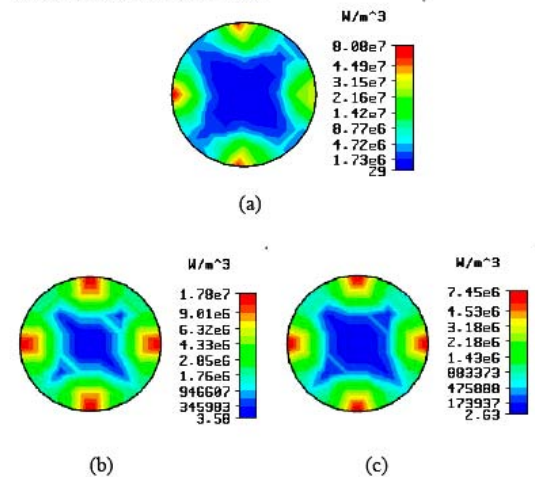 W/m^3
8.08e7
4.49e7
3.15e7
2.16e7
1.42e7
8.77e6
4.72e6
1.73e6
29
(a)
W/m^3
1.78e7
9.01e6
6.32e6
4.33e6
2.85e6
1.76e6
946607
345983
3.58
(b)
W/m^3
7.45e6
4.53e6
3.18e6
2.18e6
1.43e6
883373
475888
173937
2.63
(c)